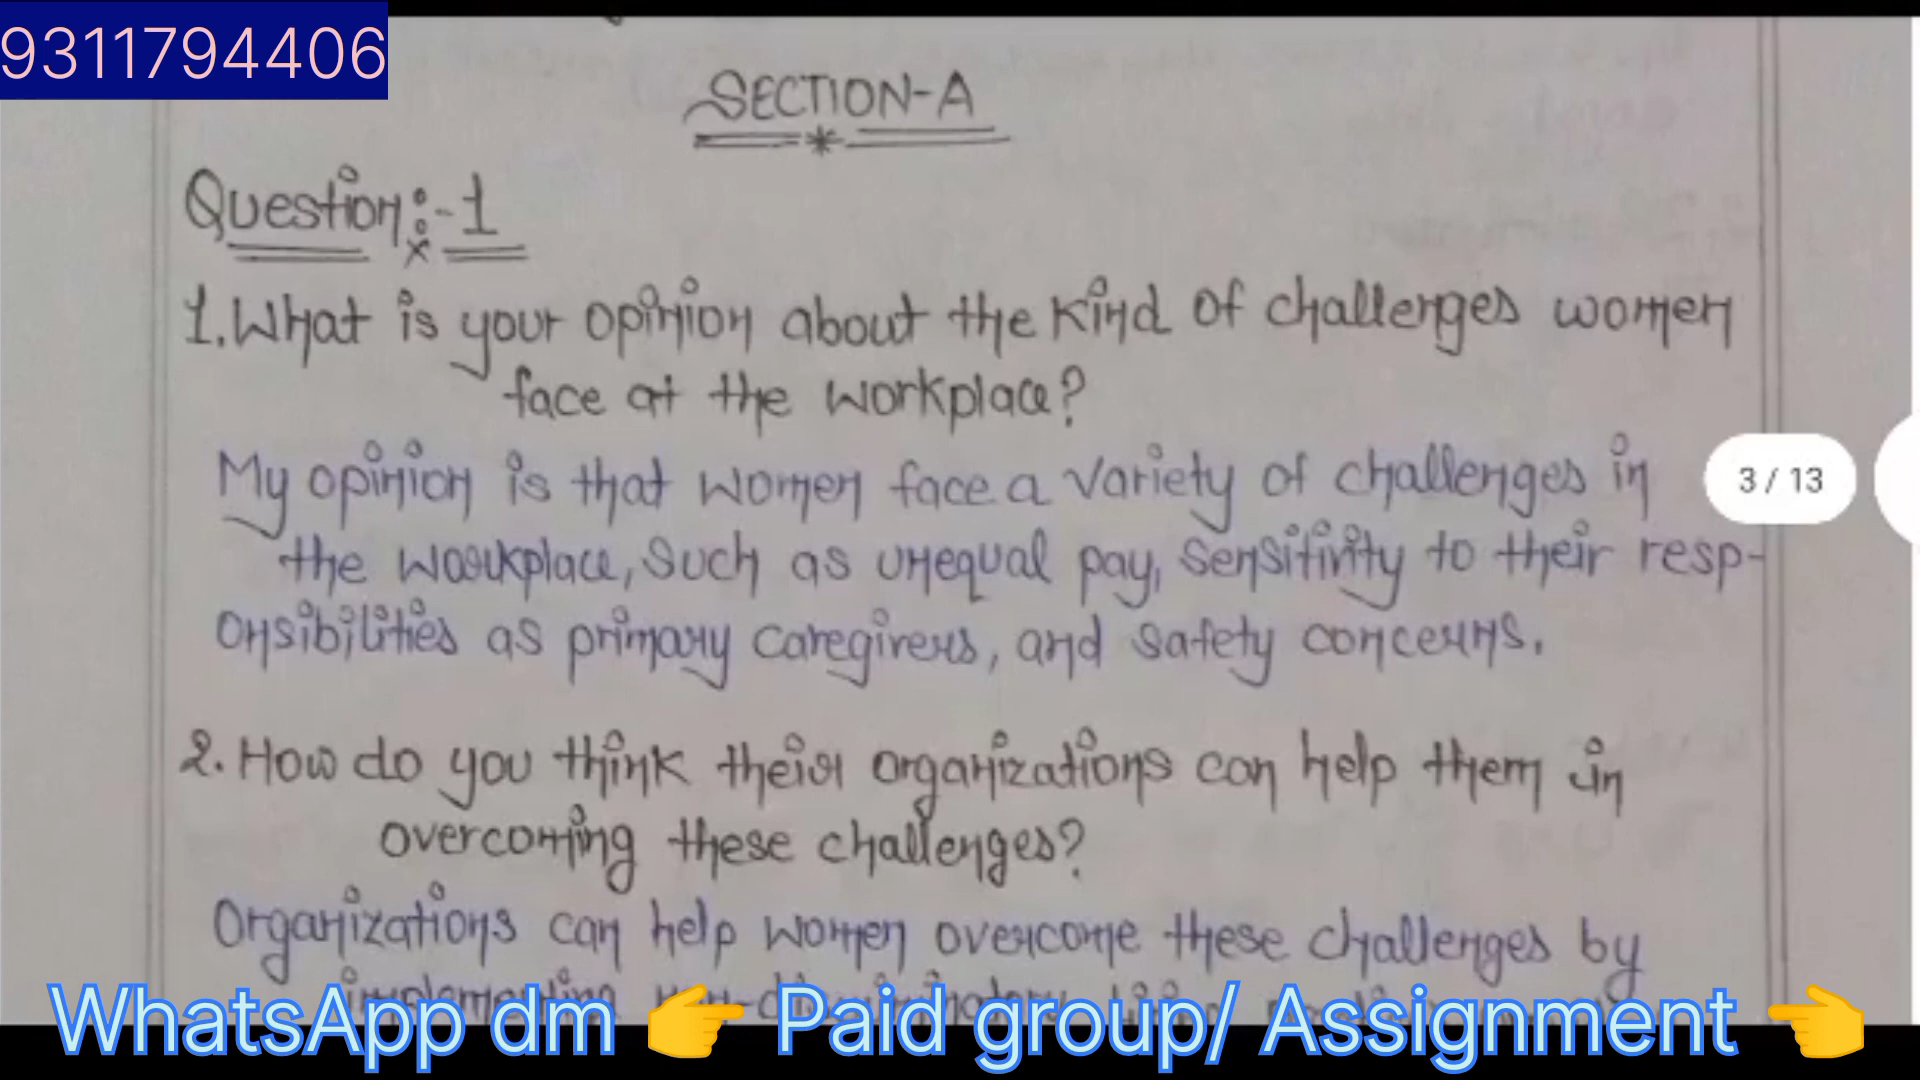 9311794406
SECTION-A
Question:-1
1. What is your opinion about the kind of challenges women
face at the workplace?
My opinion is that women face a variety of challenges in
the workplace, Such as unequal pay, Sensitivity to their resp-
onsibilities as primary caregivers, and safety concerns.
3 / 13
2. How do you think their organizations can help them in
overcoming these challenges?
Organizations can help women overcome these challenges by
implementing
WhatsApp dm 👉 Paid group/ Assignment 👈